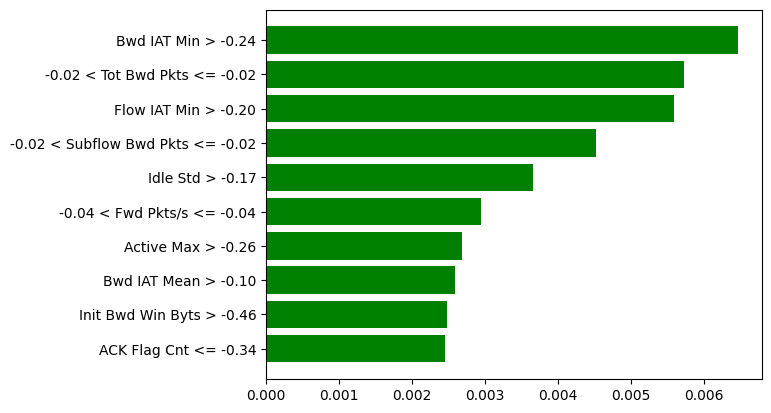 Bwd IAT Min > -0.24
-0.02 < Tot Bwd Pkts <= -0.02
Flow IAT Min > -0.20
-0.02 < Subflow Bwd Pkts <= -0.02
Idle Std > -0.17
-0.04 < Fwd Pkts/s <= -0.04
Active Max > -0.26
Bwd IAT Mean > -0.10
Init Bwd Win Byts > -0.46
ACK Flag Cnt <= -0.34
0.000 0.001 0.002 0.003 0.004 0.005 0.006